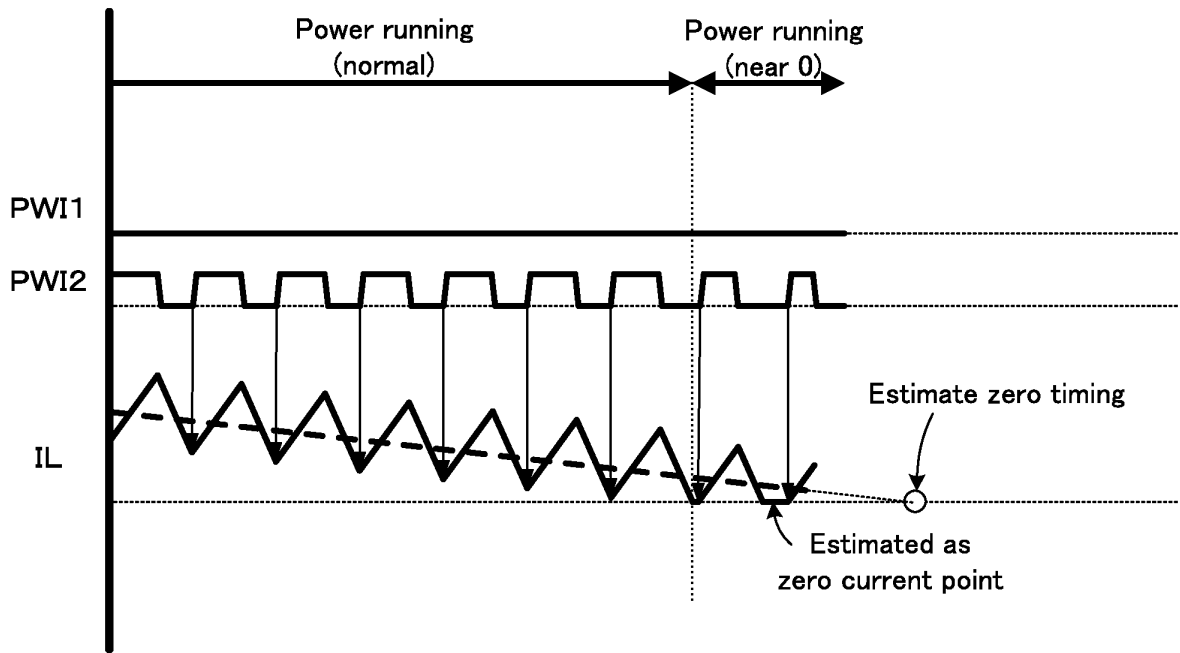 Power running
(normal)
Power running
(near 0)
PWI1
PWI2
Estimate zero timing
IL
Estimated as
zero current point